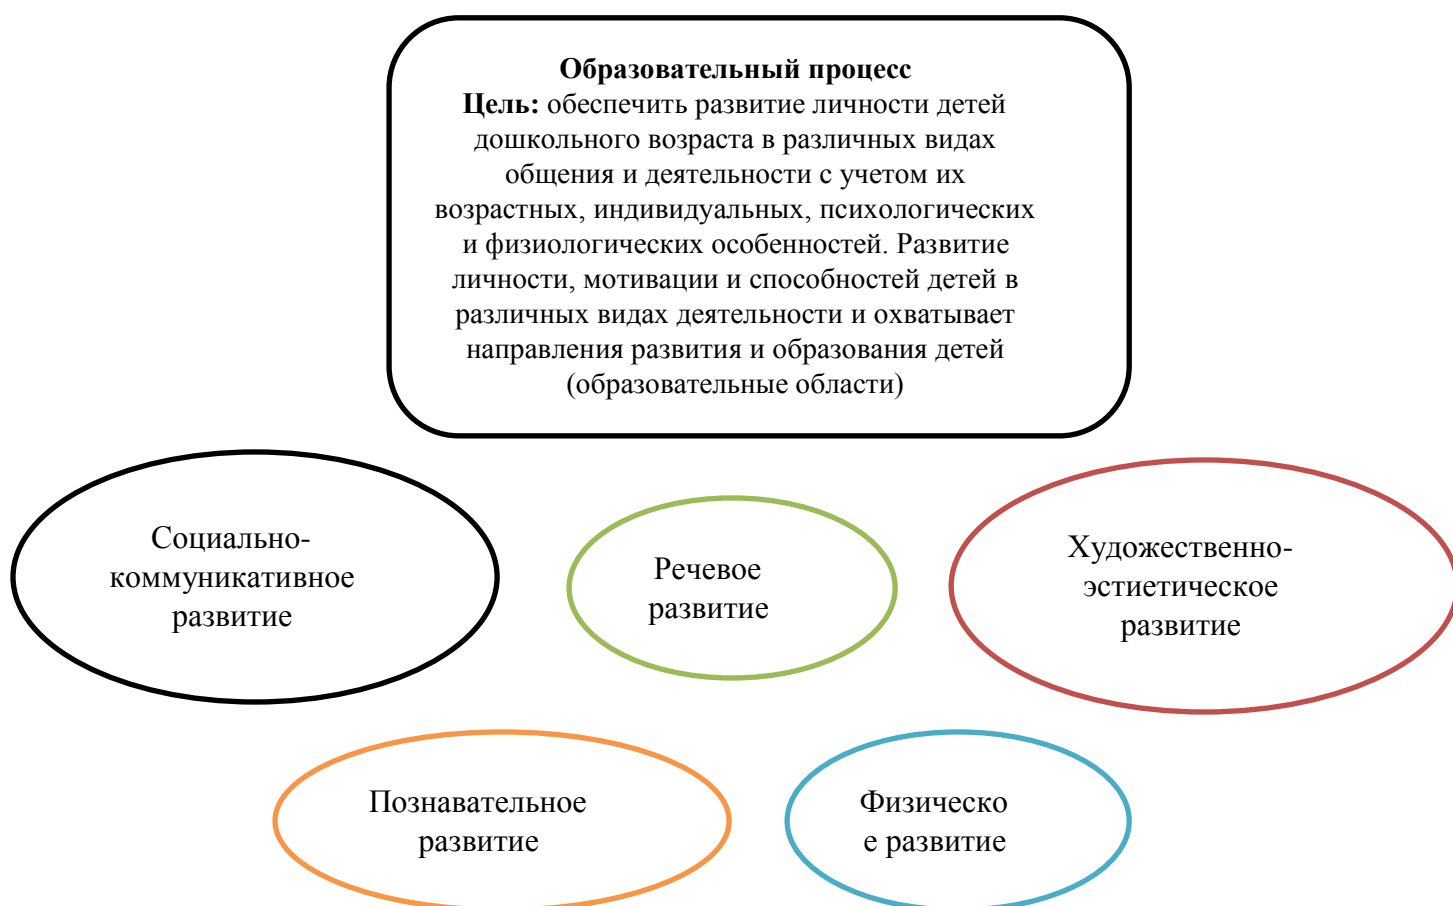 Образовательный процесс
Цель: обеспечить развитие личности детей
дошкольного возраста в различных видах
общения и деятельности с учетом их
возрастных, индивидуальных, психологических
и физиологических особенностей. Развитие
личности, мотивации и способностей детей в
различных видах деятельности и охватывает
направления развития и образования детей
(образовательные области)
Социально-
коммуникативное
развитие
Речевое
развитие
Художественно-
эстиетическое
развитие
Познавательное
развитие
Физическо
е развитие